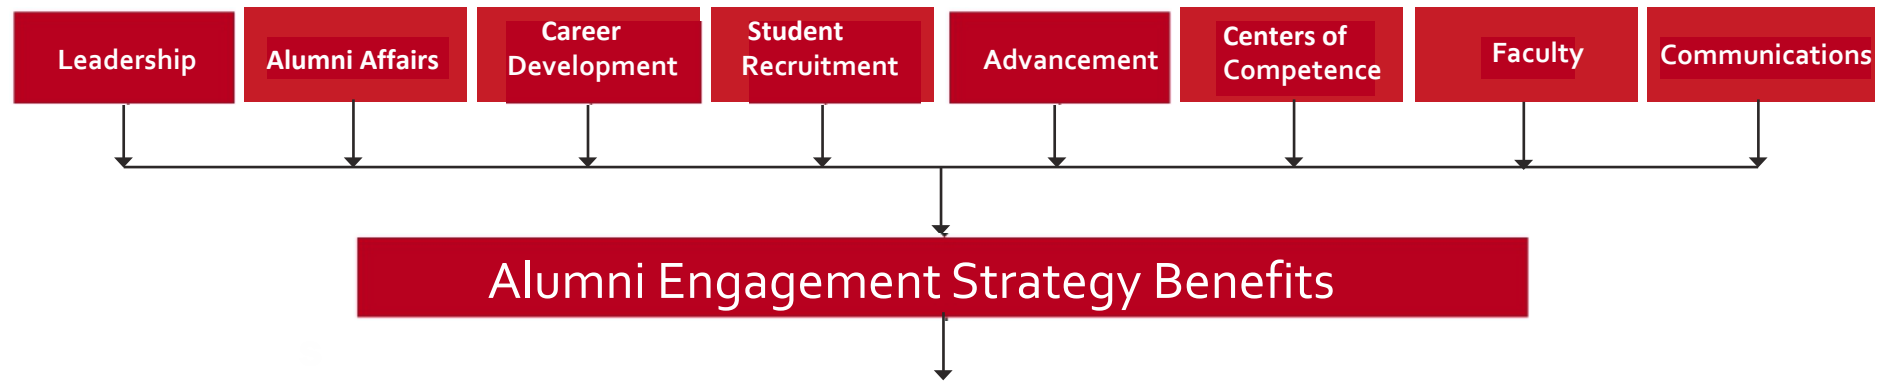 Leadership
Alumni Affairs
Career
Development
Student
Recruitment
Advancement
Centers of
Competence
Faculty
Communications
Alumni Engagement Strategy Benefits